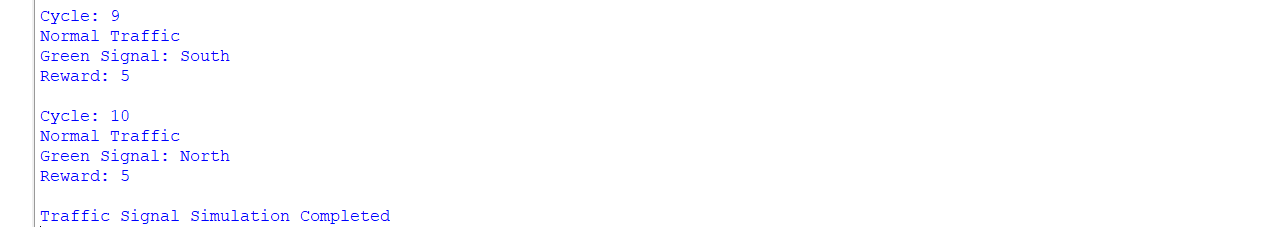 Cycle: 9
Normal Traffic
Green Signal: South
Reward: 5
Cycle: 10
Normal Traffic
Green Signal: North
Reward: 5
Traffic Signal Simulation Completed